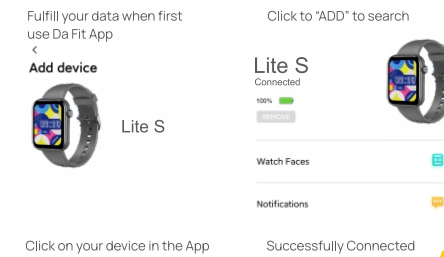 Fulfill your data when first
use Da Fit App
Add device
Lite S
Click on your device in the App
Click to “ADD” to search
Lite S
Connected
100%
REMOVE
Watch Faces
Notifications
Successfully Connected